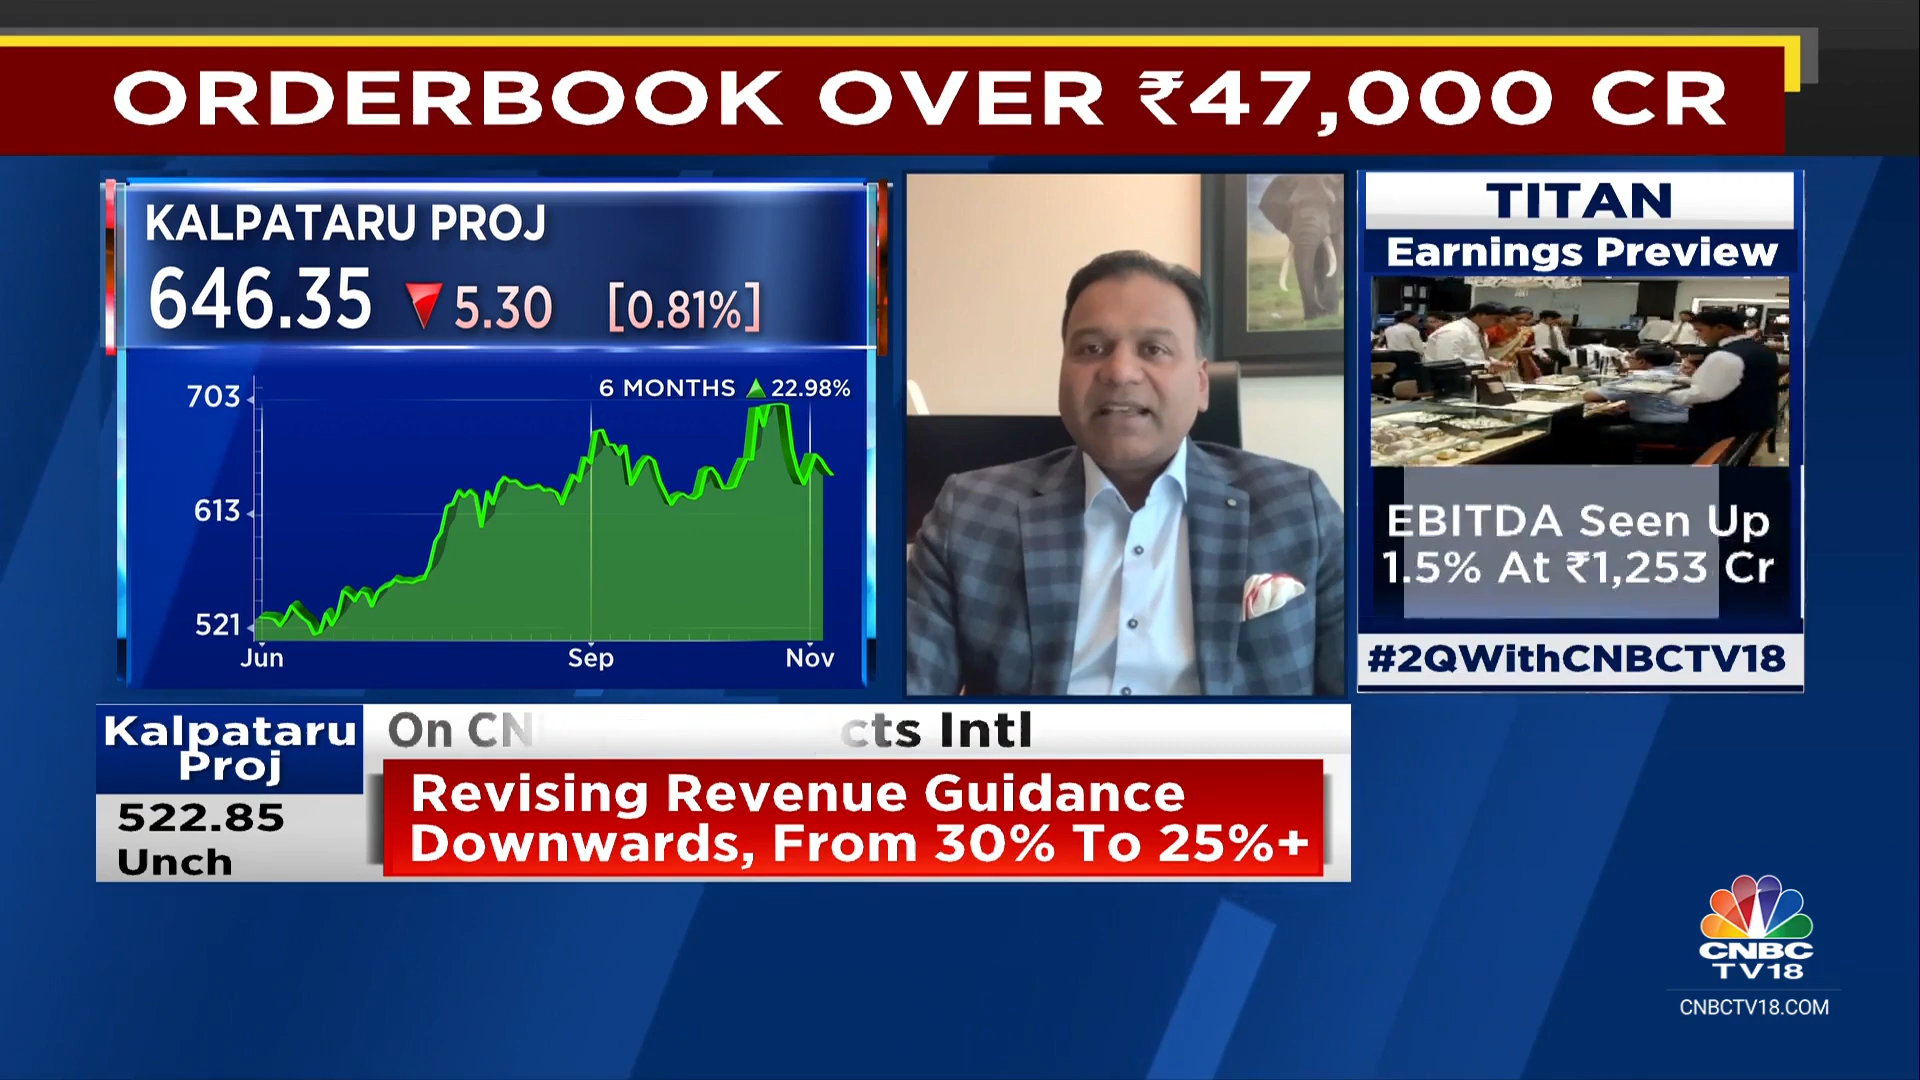 ORDERBOOK OVER ₹47,000 CR
KALPATARU PROJ
646.35 ▼ 5.30 [0.81%]
6 MONTHS ▲ 22.98%
703
613
521
Jun Sep Nov
TITAN
Earnings Preview
EBITDA Seen Up
1.5% At ₹1,253 Cr
#2QWithCNBCTV18
Kalpataru
Proj
522.85
Unch
On CN cts Intl
Revising Revenue Guidance
Downwards, From 30% To 25%+
CNBC
TV18
CNBCTV18.COM